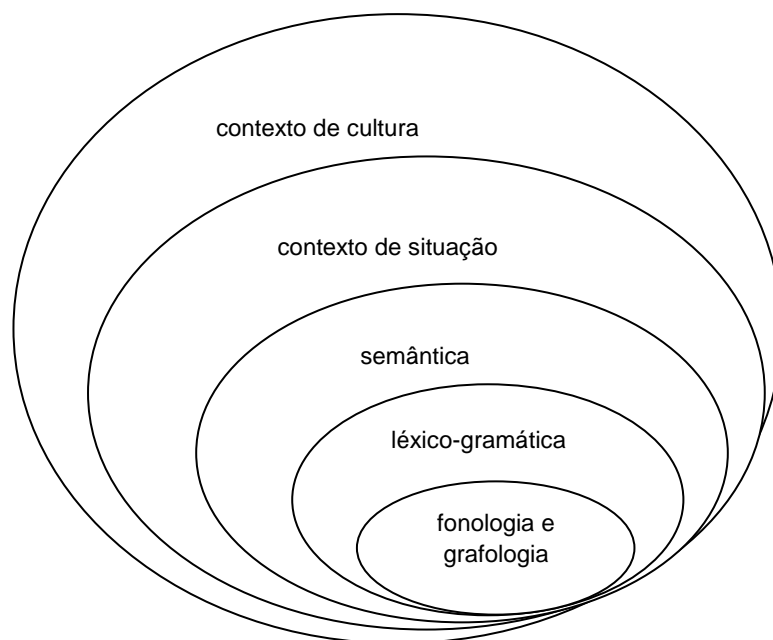 contexto de cultura
contexto de situação
semântica
léxico-gramática
fonologia e
grafologia